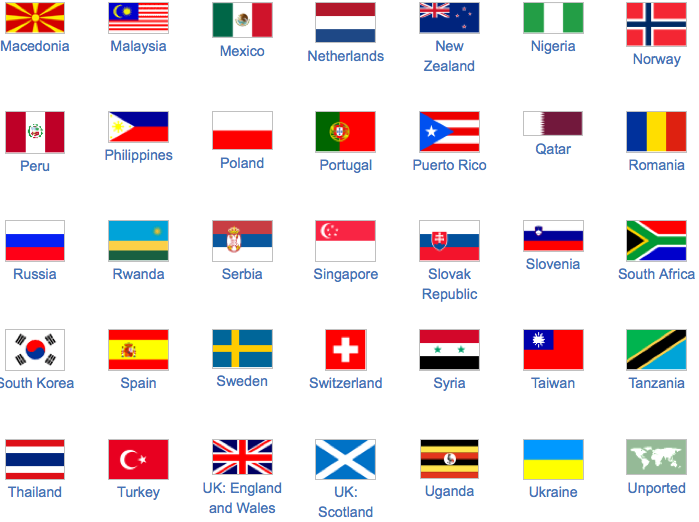 Macedonia
Malaysia
Mexico
Netherlands
New
Zealand
Nigeria
Norway
Peru
Philippines
Poland
Portugal
Puerto Rico
Qatar
Romania
Russia
Rwanda
Serbia
Singapore
Slovak
Republic
Slovenia
South Africa
South Korea
Spain
Sweden
Switzerland
Syria
Taiwan
Tanzania
Thailand
Turkey
UK: England
and Wales
UK:
Scotland
Uganda
Ukraine
Unported